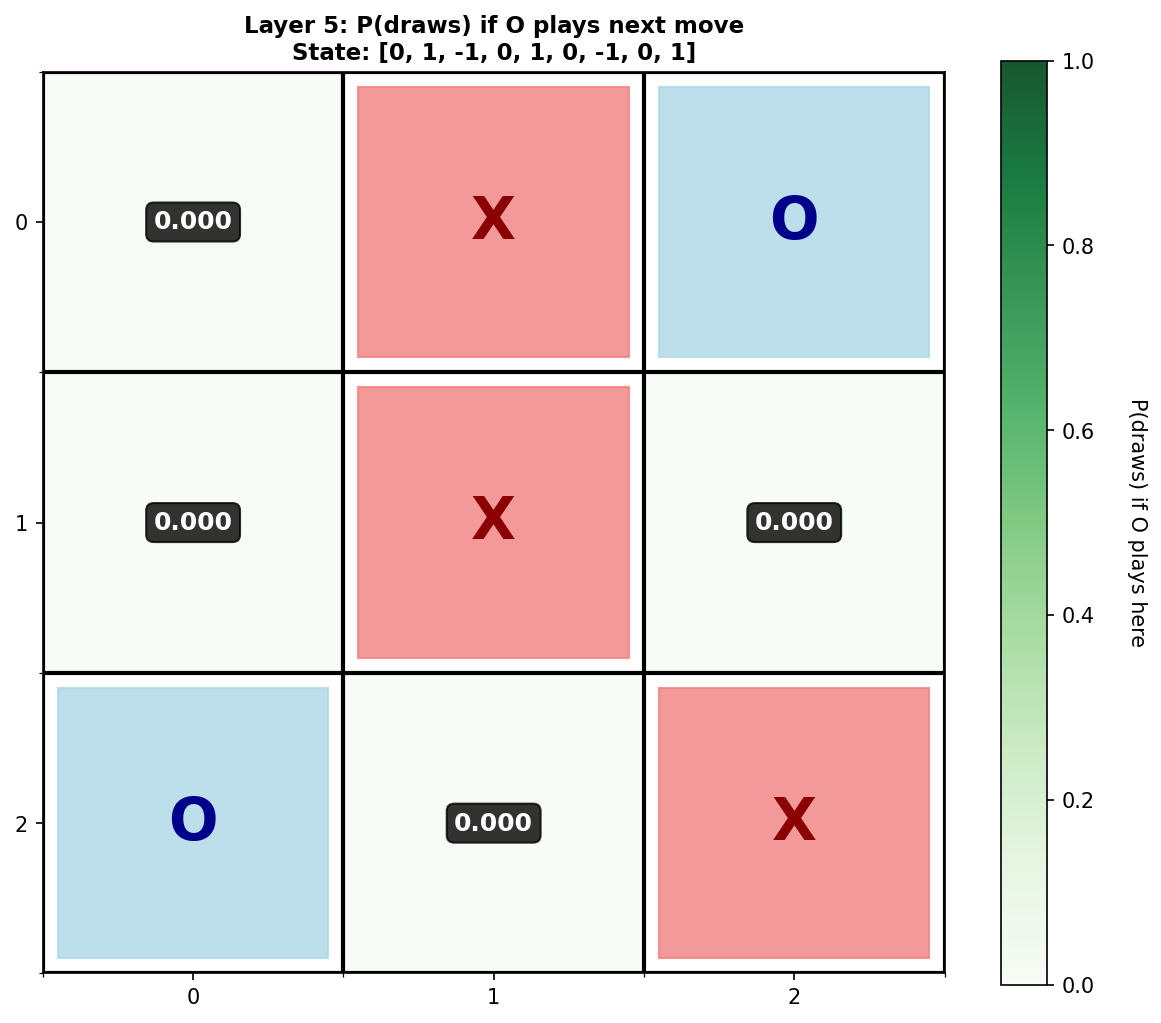 Layer 5: P(draws) if O plays next move
State: [0, 1, -1, 0, 1, 0, -1, 0, 1]
1.0
0
0.000
X
O
0.8
0.6
1
0.000
X
0.000
P(draws) if O plays here
0.4
0.2
2
O
0.000
X
0.0
0
1
2